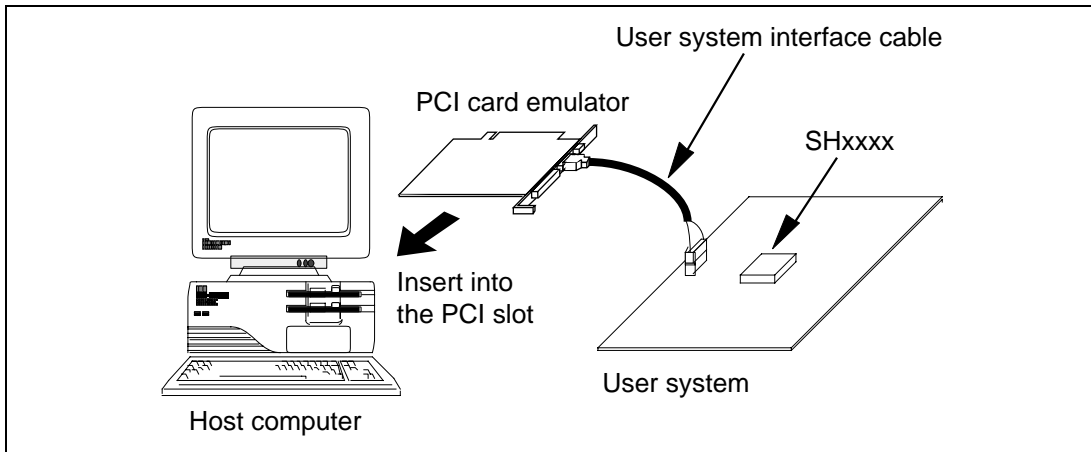 User system interface cable
PCI card emulator
SHxxxx
Insert into
the PCI slot
User system
Host computer